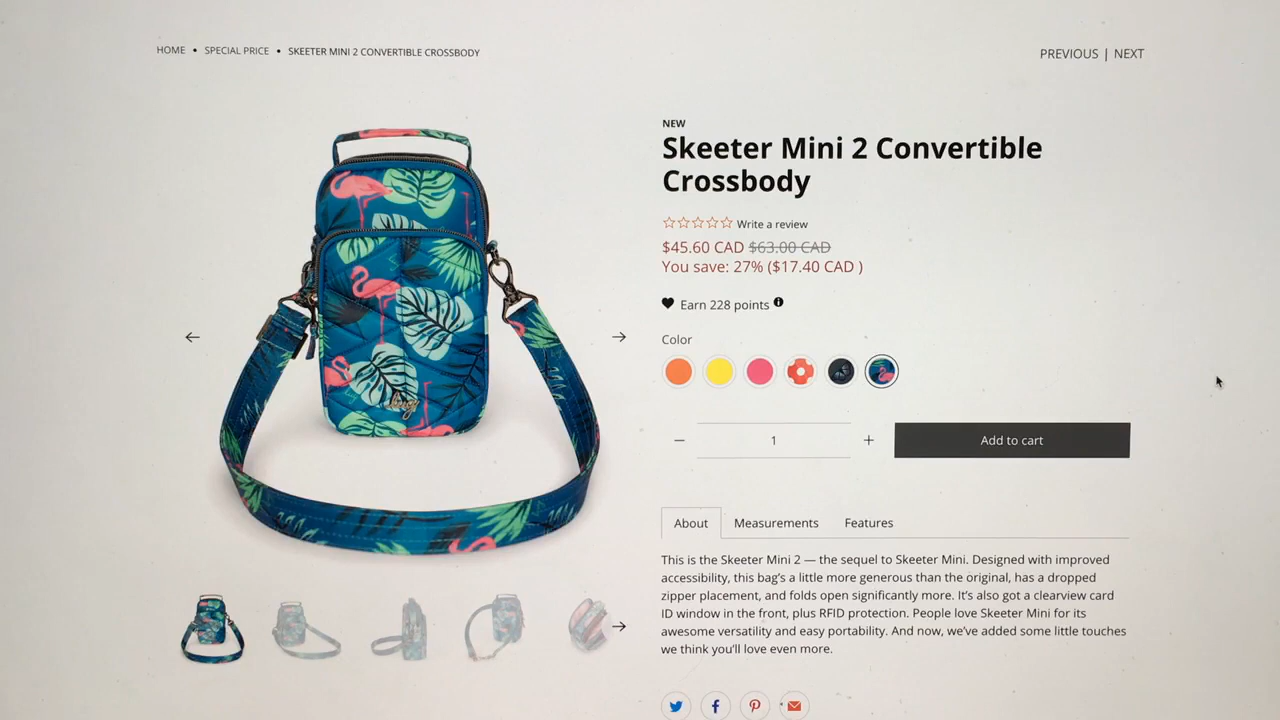 HOME • SPECIAL PRICE • SKEETER MINI 2 CONVERTIBLE CROSSBODY
PREVIOUS | NEXT
NEW
Skeeter Mini 2 Convertible
Crossbody
Write a review
$45.60 CAD $63.00 CAD
You save: 27% ($17.40 CAD )
Earn 228 points
Color
− 1 +
Add to cart
About Measurements Features
This is the Skeeter Mini 2 — the sequel to Skeeter Mini. Designed with improved
accessibility, this bag's a little more generous than the original, has a dropped
zipper placement, and folds open significantly more. It's also got a clearview card
ID window in the front, plus RFID protection. People love Skeeter Mini for its
awesome versatility and easy portability. And now, we've added some little touches
we think you'll love even more.